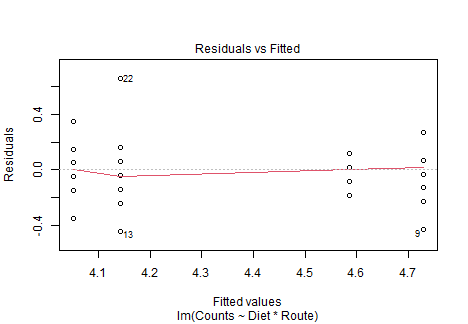 Residuals vs Fitted
22
0.4
0.0
-0.4
Residuals
13
9
4.1 4.2 4.3 4.4 4.5 4.6 4.7
Fitted values
lm(Counts ~ Diet * Route)